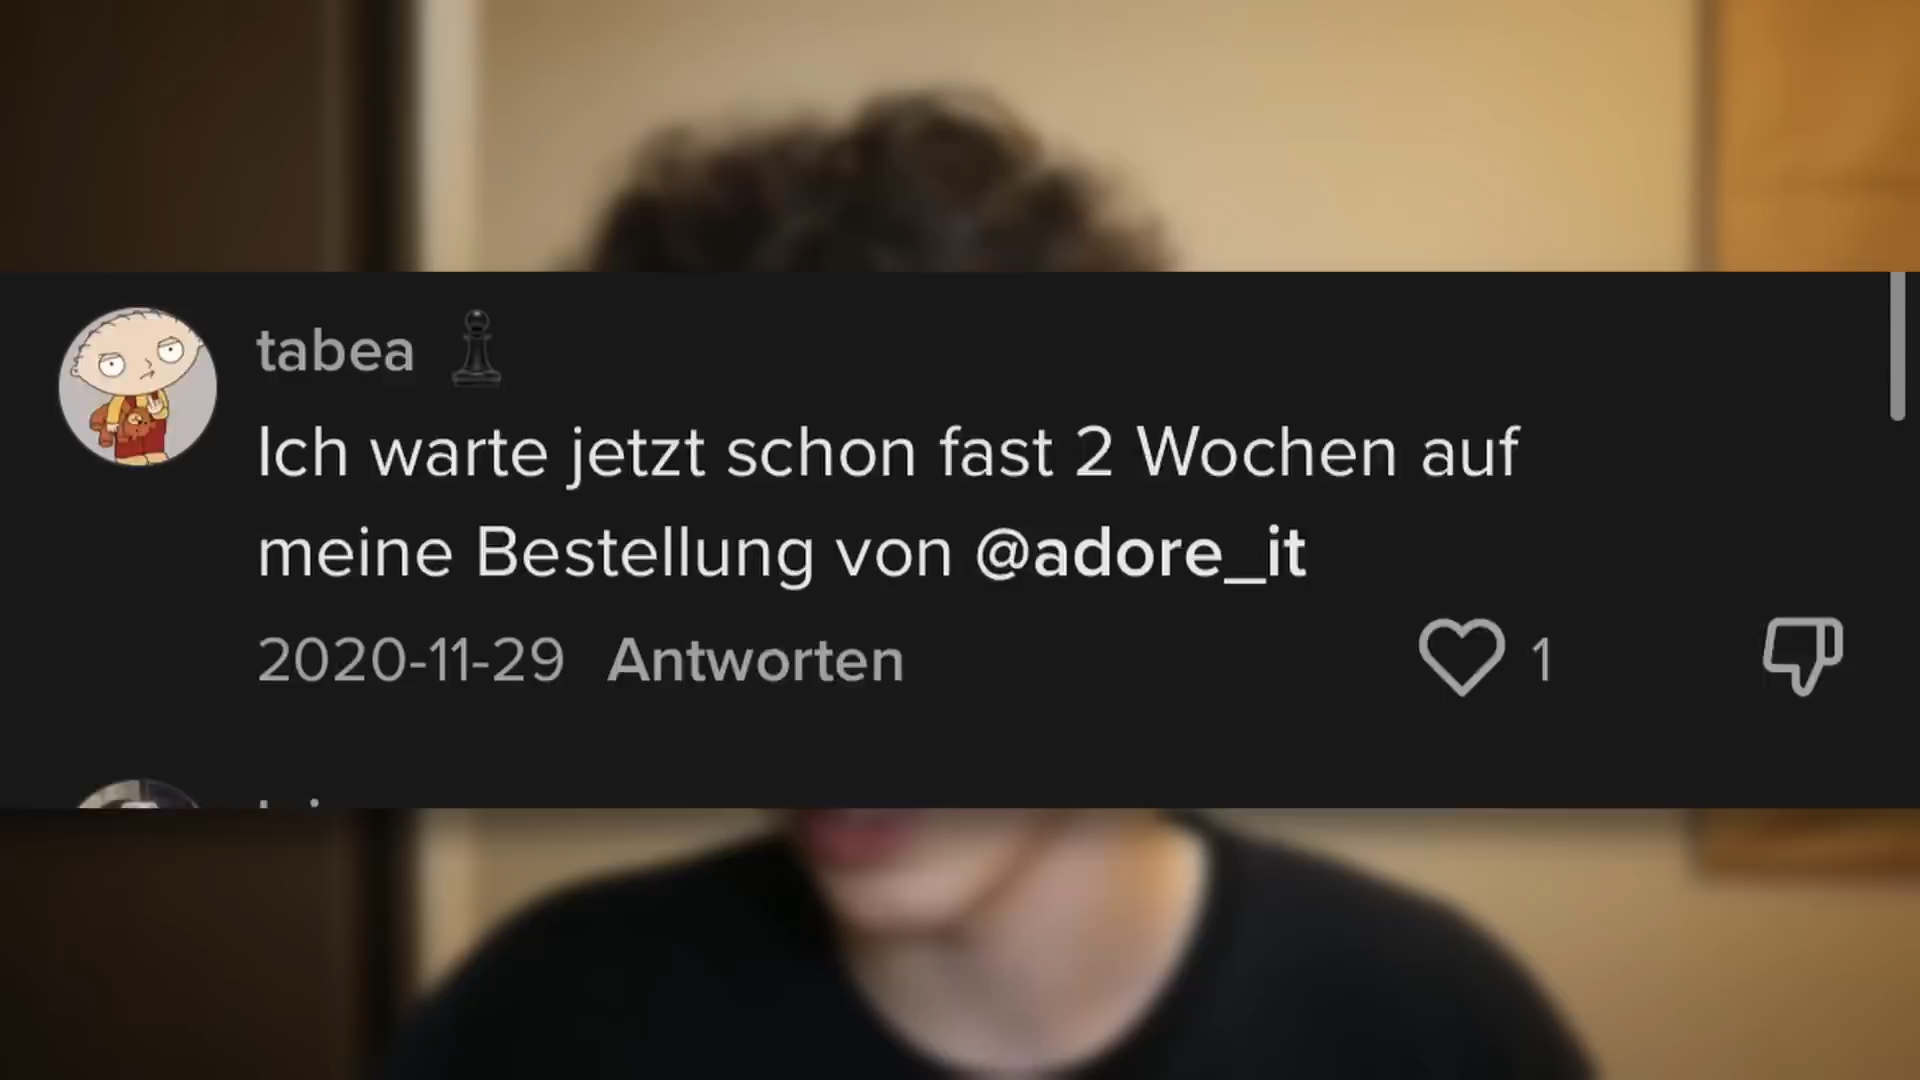 tabea ♟
Ich warte jetzt schon fast 2 Wochen auf
meine Bestellung von @adore_it
2020-11-29 Antworten 1